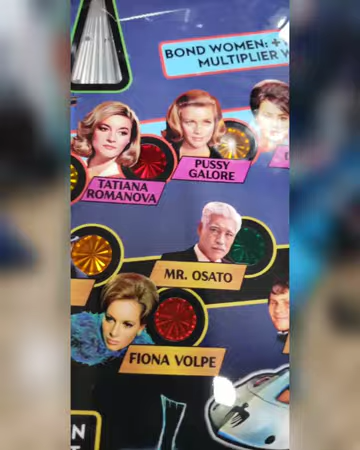 BOND WOMEN: +
MULTIPLIER
TATIANA
ROMANOVA
PUSSY
GALORE
MR. OSATO
FIONA VOLPE
N